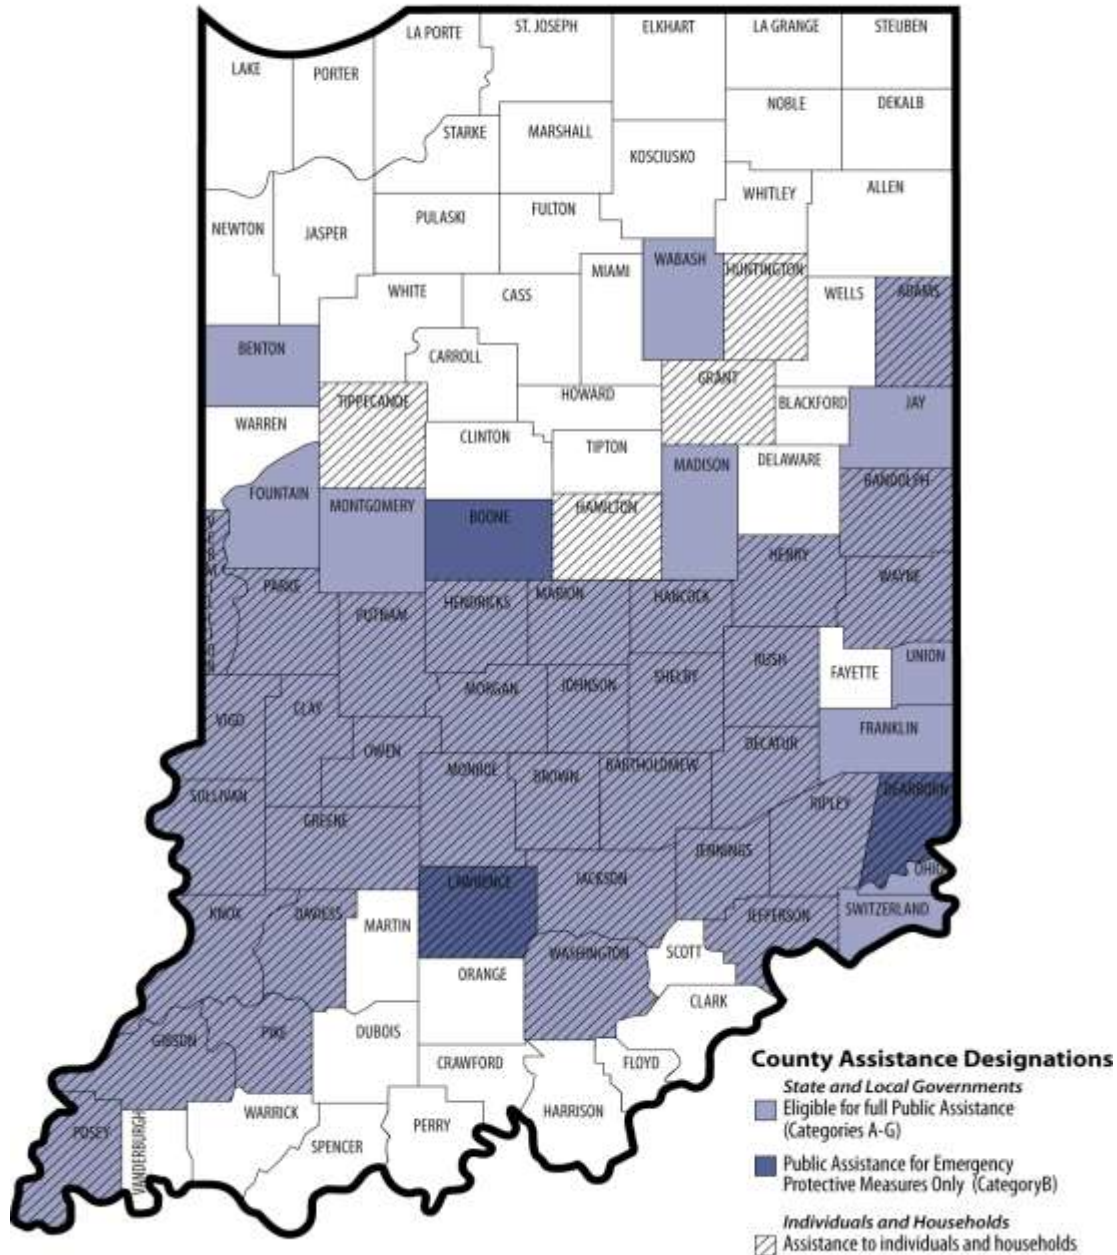 LA PORTE
ST. JOSEPH
ELKHART
LA GRANGE
STEUBEN
LAKE
PORTER
NOBLE
DEKALB
STARKE
MARSHALL
KOSCIUSKO
WHITLEY
ALLEN
NEWTON
JASPER
PULASKI
FULTON
MIAMI
WABASH
HUNTINGTON
WHITE
CASS
WELLS
ADAMS
BENTON
CARROLL
GRANT
TIPPECANOE
HOWARD
BLACKFORD
JAY
WARREN
CLINTON
TIPTON
MADISON
DELAWARE
RANDOLPH
FOUNTAIN
MONTGOMERY
BOONE
HAMILTON
HENRY
WAYNE
VERMILLION
PARKE
PUTNAM
HENDRICKS
MARION
HANCOCK
RUSH
FAYETTE
UNION
VIGO
CLAY
MORGAN
JOHNSON
SHELBY
FRANKLIN
OWEN
MONROE
BROWN
BARTHOLOMEW
DECATUR
RIPLEY
DEARBORN
SULLIVAN
GREENE
JENNINGS
OHIO
LAWRENCE
JACKSON
KNOX
DAVIESS
MARTIN
JEFFERSON
SWITZERLAND
ORANGE
WASHINGTON
SCOTT
CLARK
GIBSON
PIKE
DUBOIS
CRAWFORD
FLOYD
HARRISON
POSEY
VANDERBURGH
WARRICK
SPENCER
PERRY
County Assistance Designations
State and Local Governments
Eligible for full Public Assistance
(Categories A-G)
Public Assistance for Emergency
Protective Measures Only (CategoryB)
Individuals and Households
Assistance to individuals and households